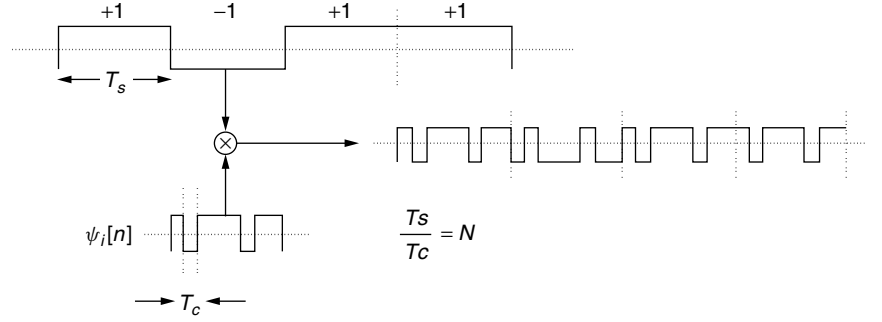 +1 −1 +1 +1
T_s
ψ_i[n]
Ts
Tc
= N
T_c